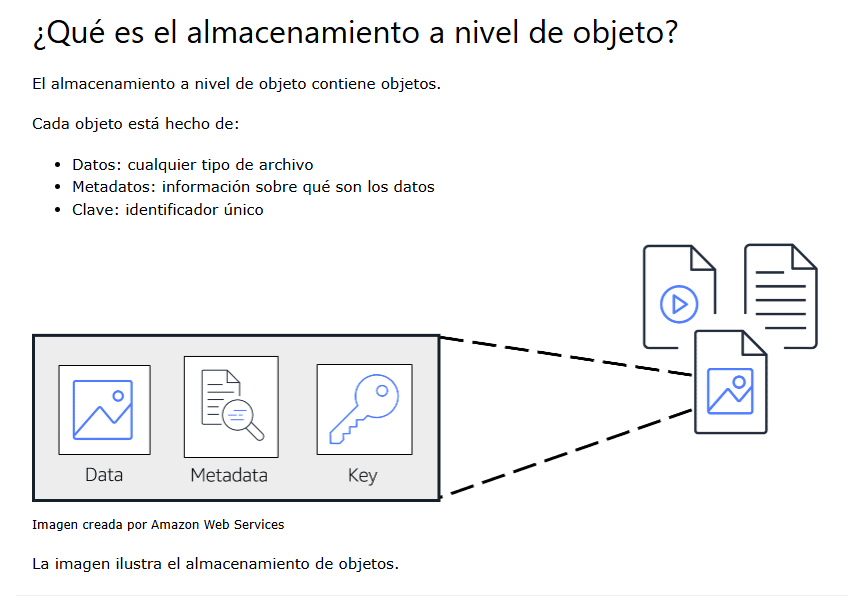 ¿Qué es el almacenamiento a nivel de objeto?
El almacenamiento a nivel de objeto contiene objetos.
Cada objeto está hecho de:
• Datos: cualquier tipo de archivo
• Metadatos: información sobre qué son los datos
• Clave: identificador único
Data Metadata Key
Imagen creada por Amazon Web Services
La imagen ilustra el almacenamiento de objetos.